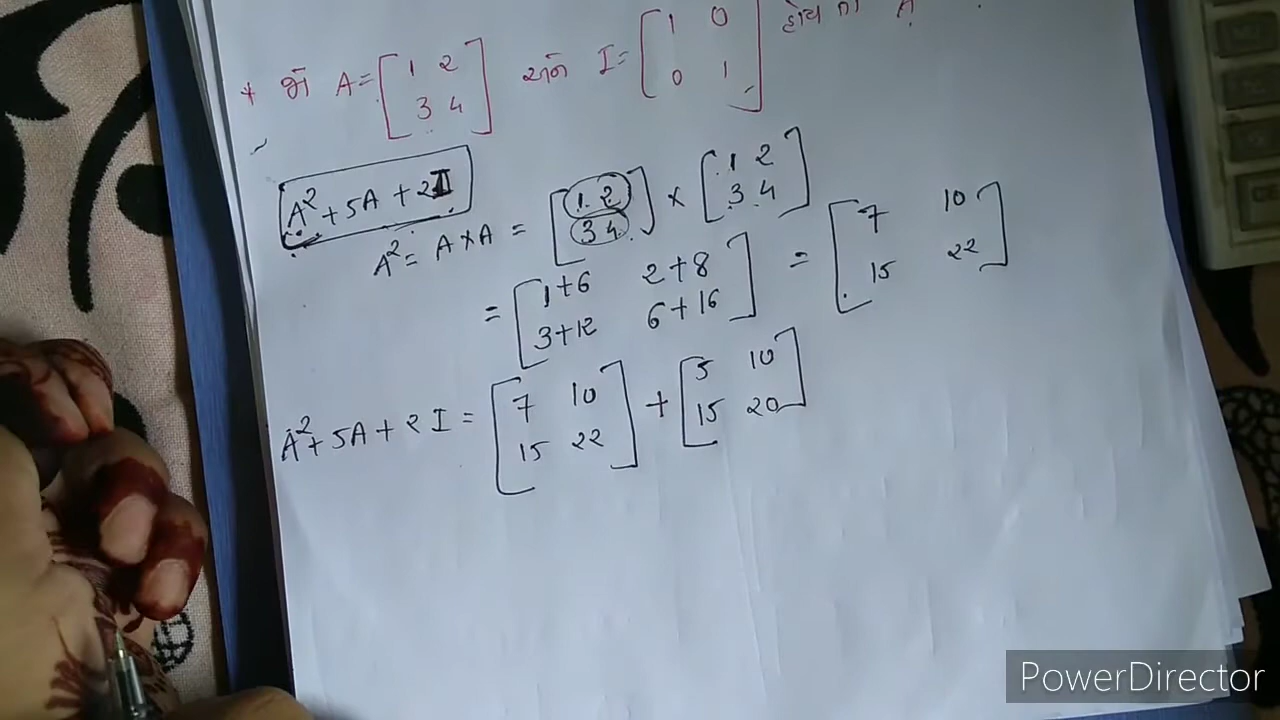 * જો A = [1 2 3 4] અને I = [1 0 0 1] હોય તો
A² + 5A + 2I
A² = A × A = [1 2 3 4] × [1 2 3 4]
= [1+6 2+8 3+12 6+16] = [7 10 15 22]
A² + 5A + 2I = [7 10 15 22] + [5 10 15 20]
PowerDirector